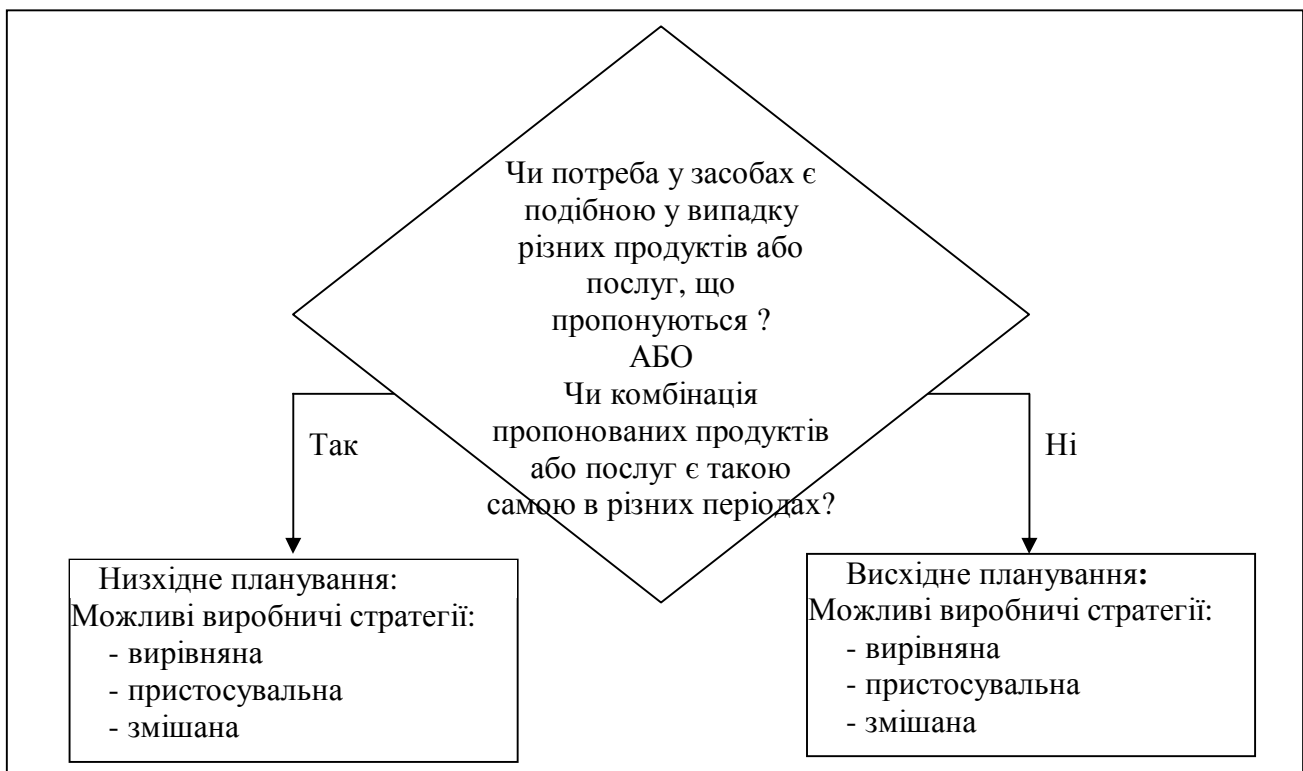 Чи потреба у засобах є
подібною у випадку
різних продуктів або
послуг, що
пропонуються ?
АБО
Чи комбінація
пропонованих продуктів
або послуг є такою
самою в різних періодах?
Так
Ні
Низхідне планування:
Можливі виробничі стратегії:
- вирівняна
- пристосувальна
- змішана
Висхідне планування:
Можливі виробничі стратегії:
- вирівняна
- пристосувальна
- змішана